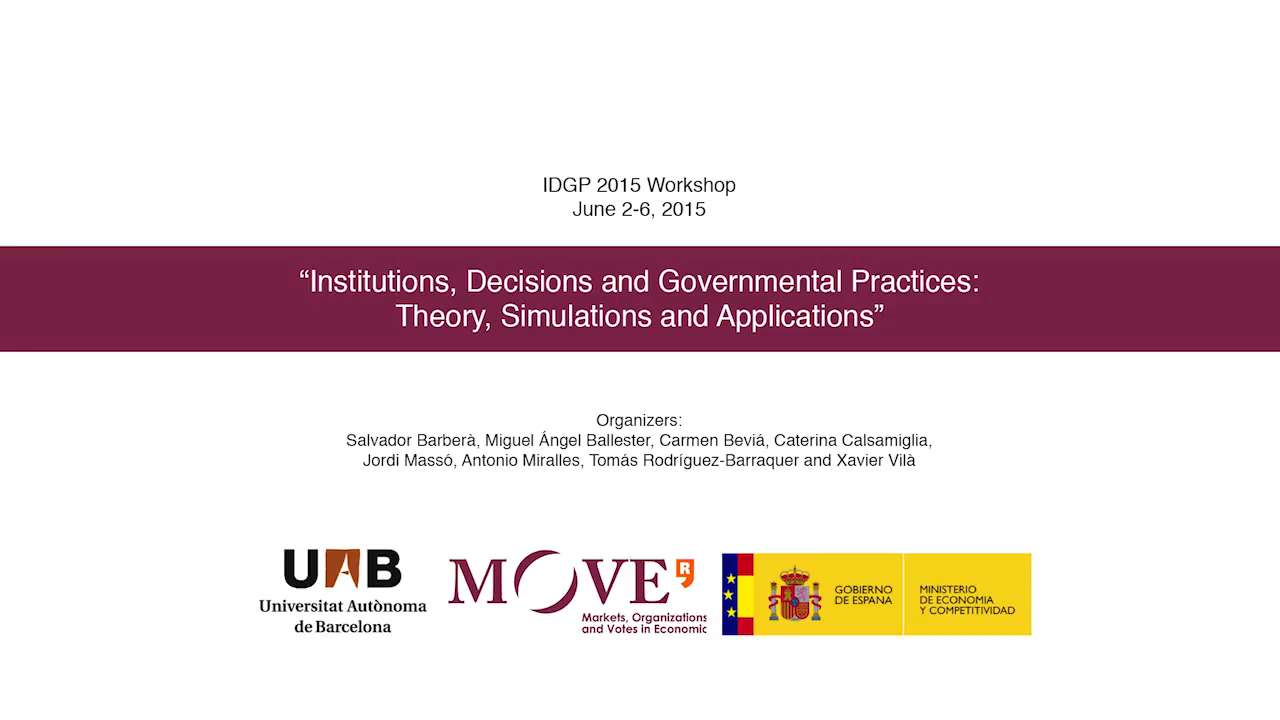 IDGP 2015 Workshop
June 2-6, 2015
“Institutions, Decisions and Governmental Practices:
Theory, Simulations and Applications”
Organizers:
Salvador Barberà, Miguel Ángel Ballester, Carmen Beviá, Caterina Calsamiglia,
Jordi Massó, Antonio Miralles, Tomás Rodríguez-Barraquer and Xavier Vilà
UAB
Universitat Autònoma
de Barcelona
MOVE R
Markets, Organizations
and Votes in Economic
GOBIERNO
DE ESPAÑA
MINISTERIO
DE ECONOMIA
Y COMPETITIVIDAD